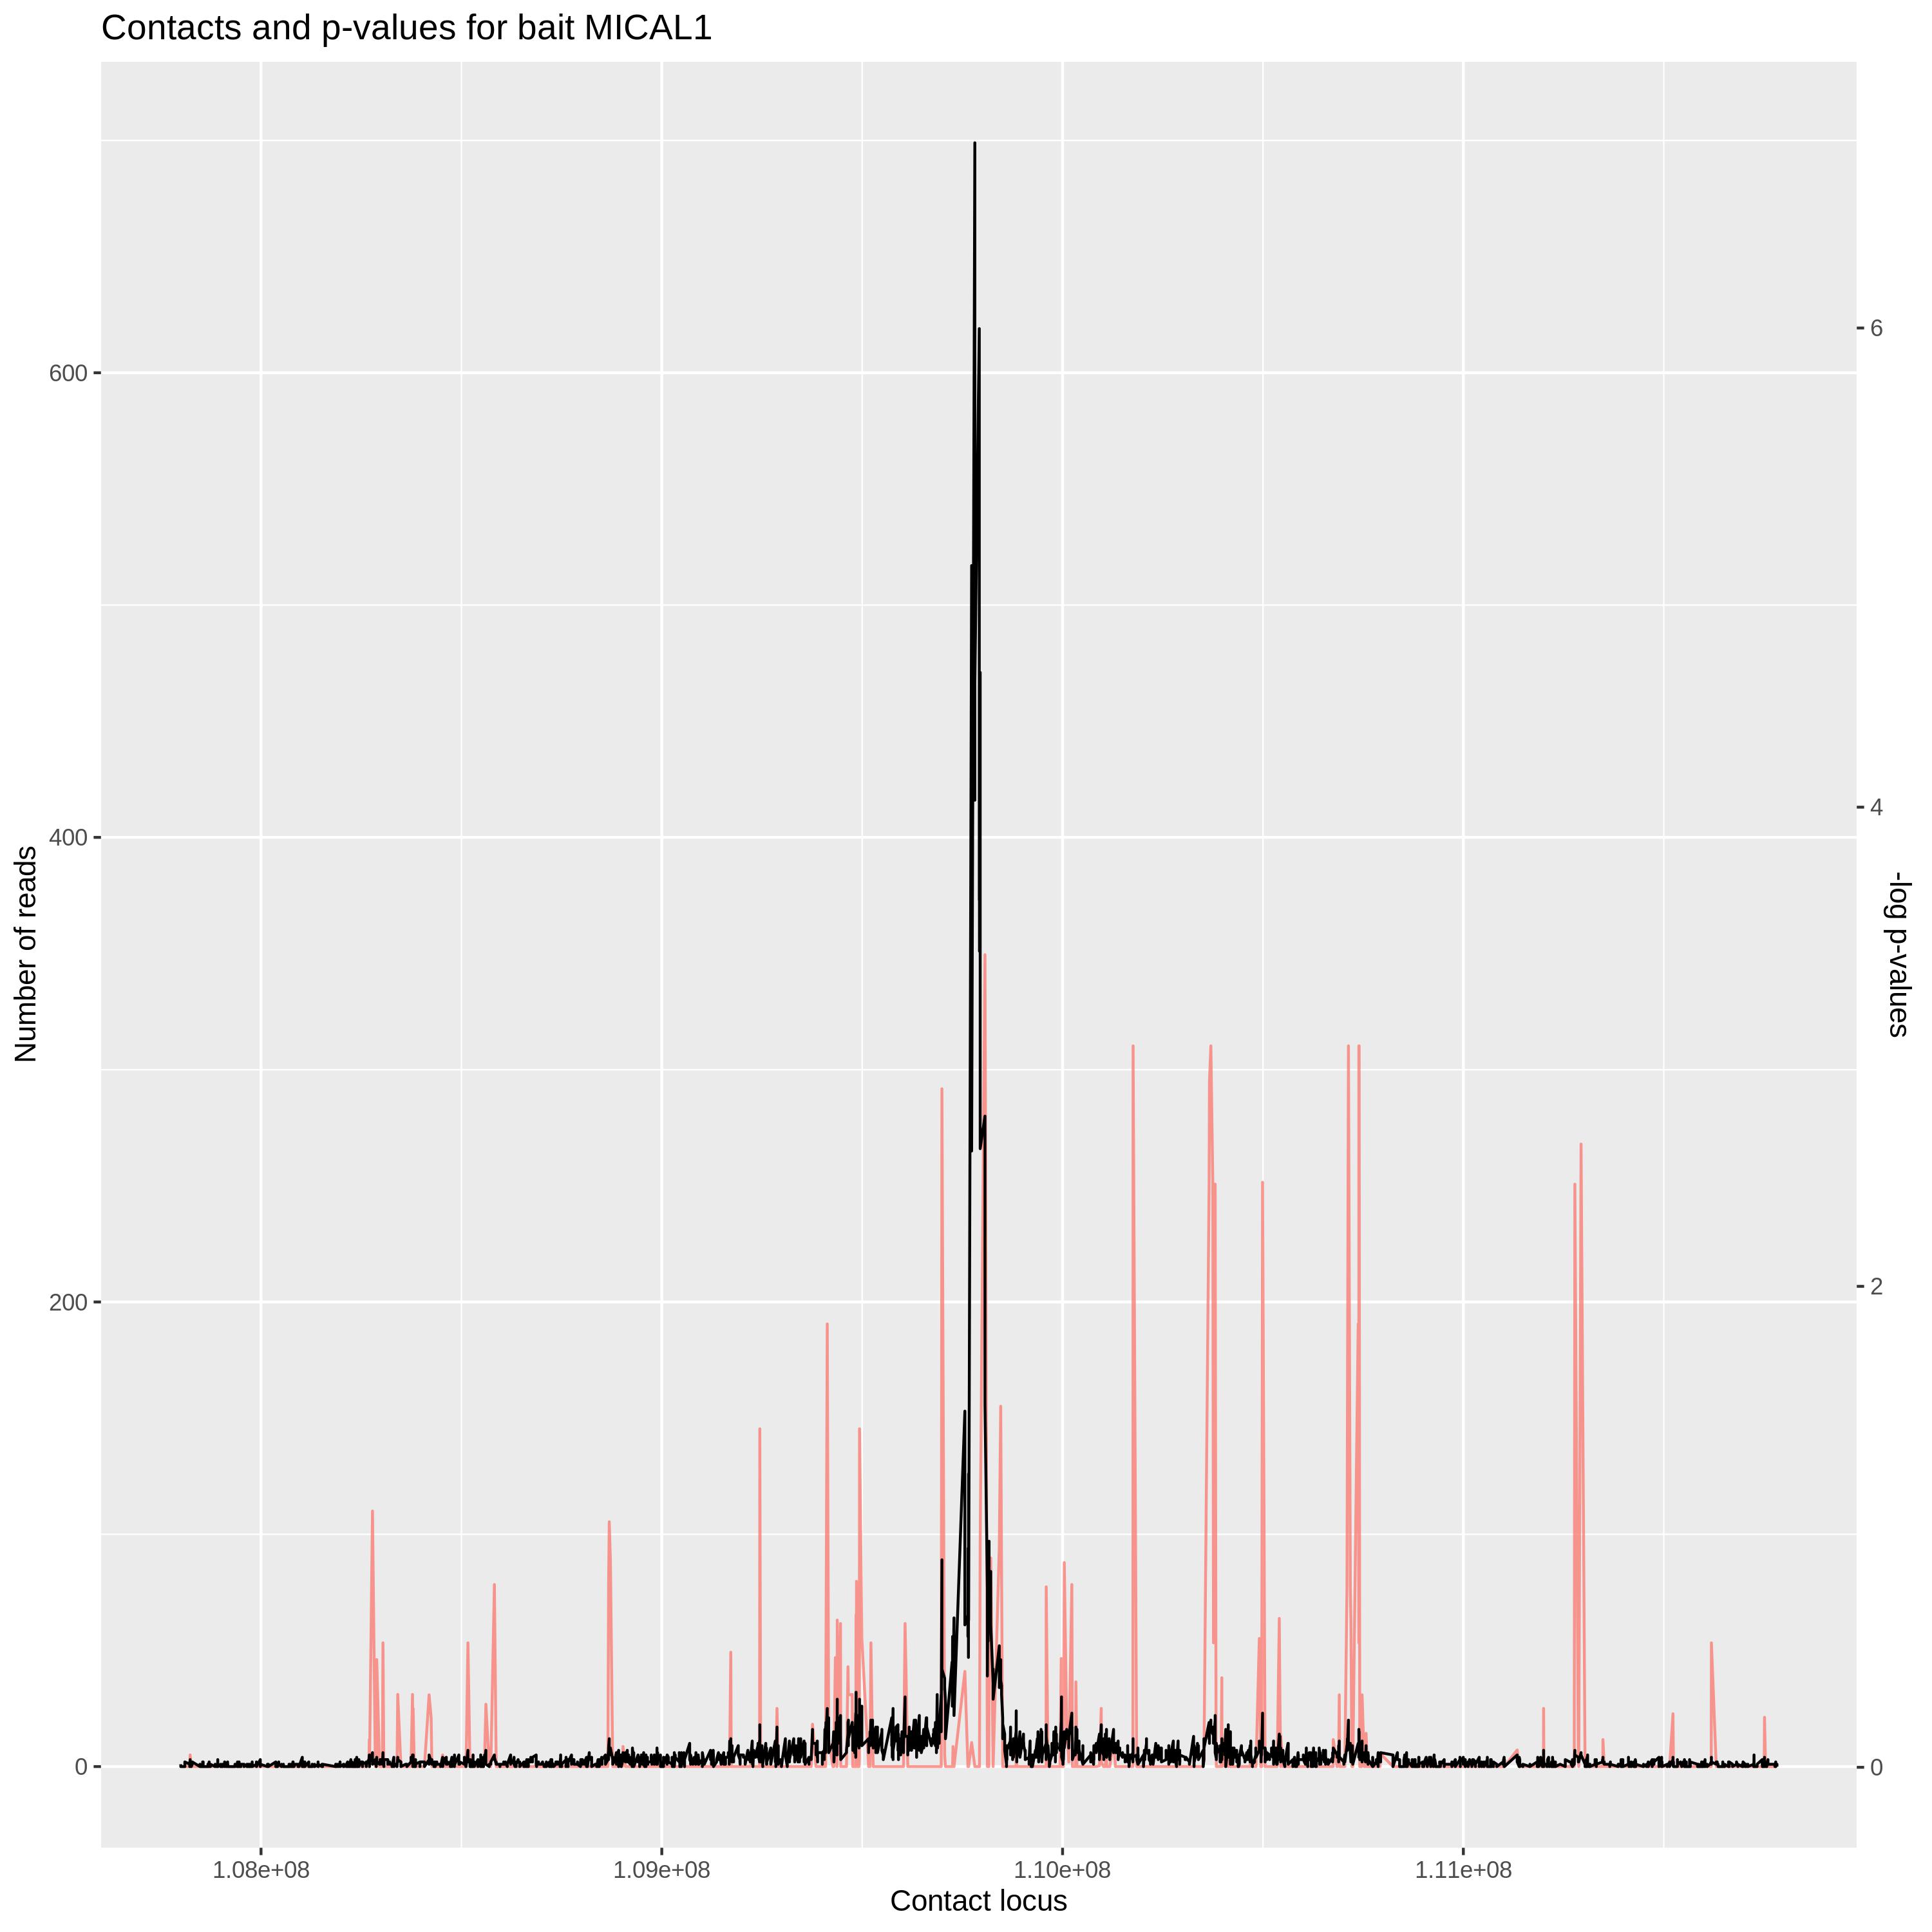 Contacts and p-values for bait MICAL1
Number of reads
600
400
200
0
6
4
2
0
-log p-values
1.08e+08
1.09e+08
1.10e+08
1.11e+08
Contact locus